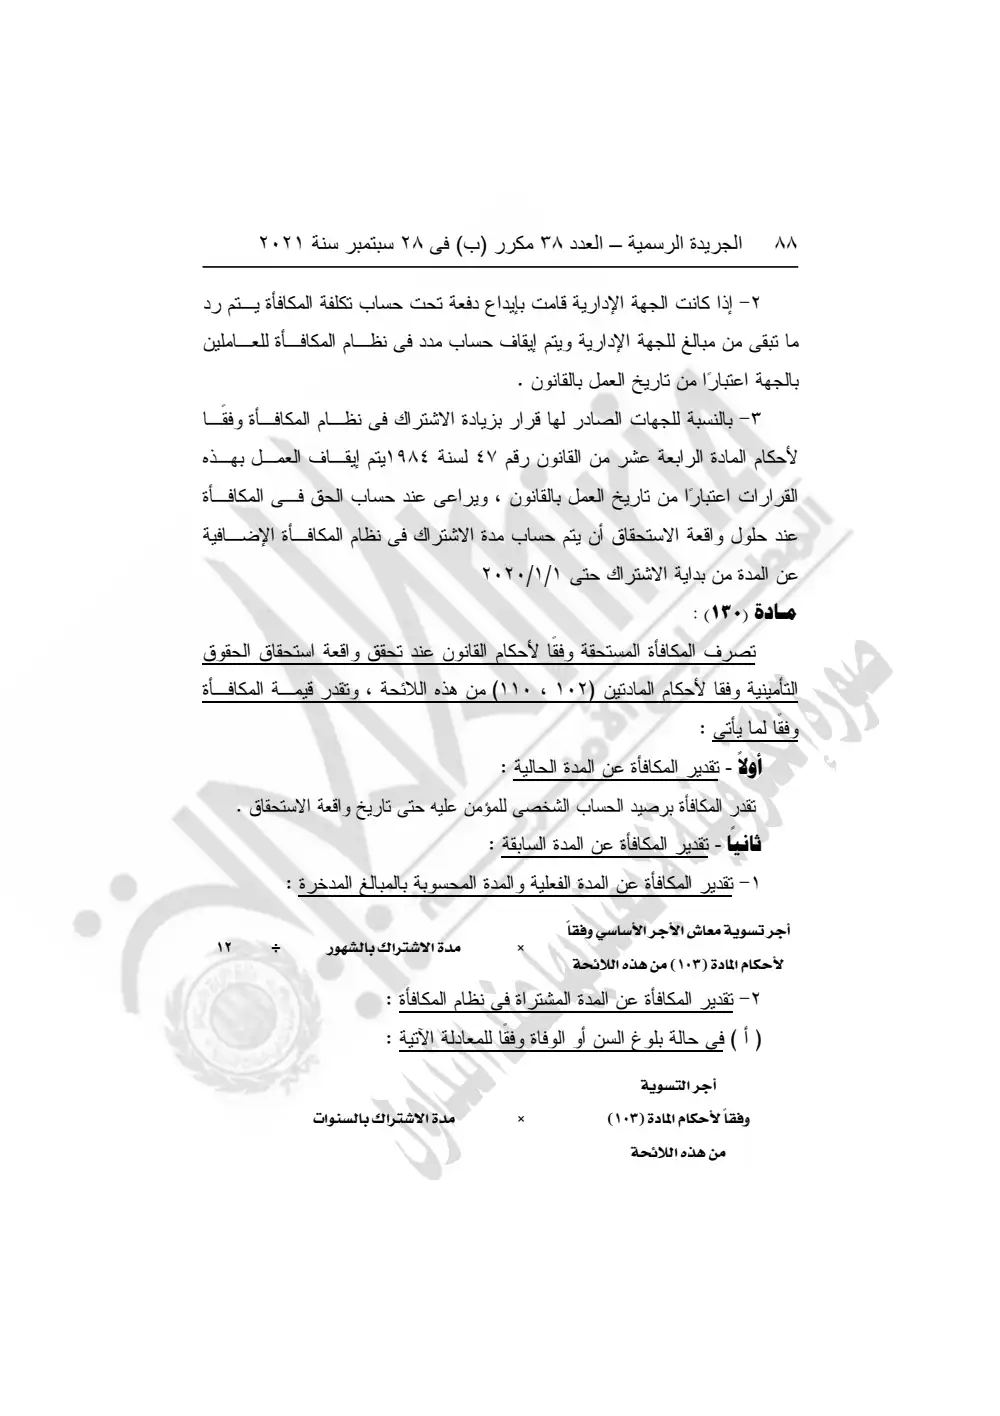 ٨٨ الجريدة الرسمية – العدد ٣٨ مكرر (ب) فى ٢٨ سبتمبر سنة ٢٠٢١
٢- إذا كانت الجهة الإدارية قامت بإيداع دفعة تحت حساب تكلفة المكافأة يتم رد
ما تبقى من مبالغ للجهة الإدارية ويتم إيقاف حساب مدد فى نظام المكافأة للعاملين
بالجهة اعتبارًا من تاريخ العمل بالقانون .
٣- بالنسبة للجهات الصادر لها قرار بزيادة الاشتراك فى نظام المكافأة وفقًا
لأحكام المادة الرابعة عشر من القانون رقم ٤٧ لسنة ١٩٨٤يتم إيقاف العمل بهذه
القرارات اعتبارًا من تاريخ العمل بالقانون ، ويراعى عند حساب الحق فى المكافأة
عند حلول واقعة الاستحقاق أن يتم حساب مدة الاشتراك فى نظام المكافأة الإضافية
عن المدة من بداية الاشتراك حتى ٢٠٢٠/١/١
مادة (١٣٠) :
تصرف المكافأة المستحقة وفقًا لأحكام القانون عند تحقق واقعة استحقاق الحقوق
التأمينية وفقا لأحكام المادتين (١٠٢ ، ١١٠) من هذه اللائحة ، وتقدر قيمة المكافأة
وفقًا لما يأتي :
أولاً - تقدير المكافأة عن المدة الحالية :
تقدر المكافأة برصيد الحساب الشخصى للمؤمن عليه حتى تاريخ واقعة الاستحقاق .
ثانياً - تقدير المكافأة عن المدة السابقة :
١- تقدير المكافأة عن المدة الفعلية والمدة المحسوبة بالمبالغ المدخرة :
أجر تسوية معاش الأجر الأساسي وفقاً
× مدة الاشتراك بالشهور ÷ ١٢
لأحكام المادة (١٠٣) من هذه اللائحة
٢- تقدير المكافأة عن المدة المشتراة في نظام المكافأة :
( أ ) في حالة بلوغ السن أو الوفاة وفقًا للمعادلة الآتية :
أجر التسوية
وفقاً لأحكام المادة (١٠٣) × مدة الاشتراك بالسنوات
من هذه اللائحة